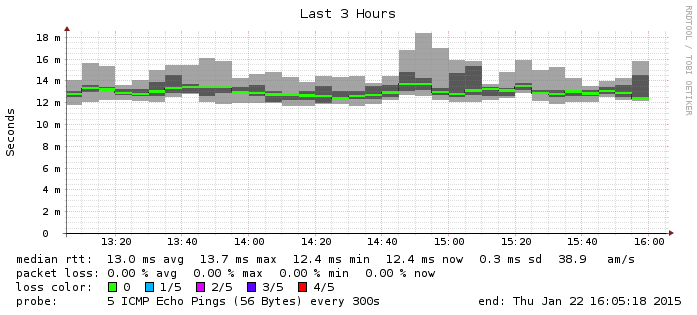 Last 3 Hours
RRDTOOL / TOBI OETIKER
Seconds
18 m
16 m
14 m
12 m
10 m
8 m
6 m
4 m
2 m
0
13:20 13:40 14:00 14:20 14:40 15:00 15:20 15:40 16:00
median rtt: 13.0 ms avg 13.7 ms max 12.4 ms min 12.4 ms now 0.3 ms sd 38.9 am/s
packet loss: 0.00 % avg 0.00 % max 0.00 % min 0.00 % now
loss color: 0 1/5 2/5 3/5 4/5
probe: 5 ICMP Echo Pings (56 Bytes) every 300s end: Thu Jan 22 16:05:18 2015